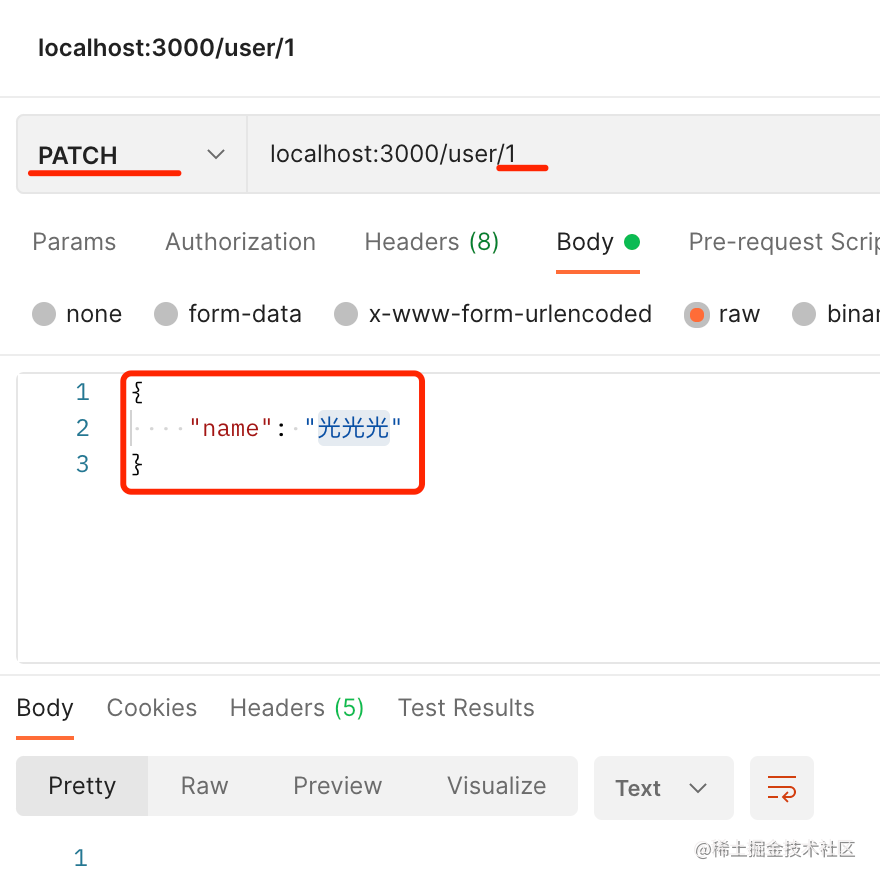 localhost:3000/user/1
PATCH localhost:3000/user/1
Params Authorization Headers (8) Body Pre-request Scrip
none form-data x-www-form-urlencoded raw binar
1 {
2 "name": "光光光"
3 }
Body Cookies Headers (5) Test Results
Pretty Raw Preview Visualize Text
1
@稀土掘金技术社区